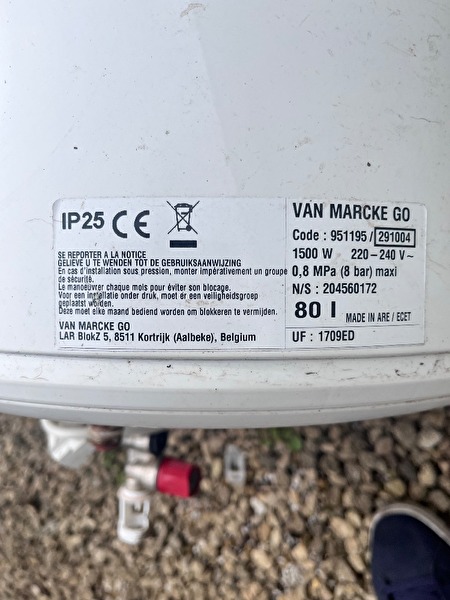 IP25 CE
SE REPORTER A LA NOTICE
GELIEVE U TE WENDEN TOT DE GEBRUIKSAANWIJZING
En cas d'installation sous pression, monter impérativement un groupe
de sécurité.
Le manoeuvrer chaque mois pour éviter son blocage.
Voor een installatie onder druk, moet er een veiligheidsgroep
geplaatst worden.
Deze moet elke maand bediend worden om blokkeren te vermijden.
VAN MARCKE GO
LAR BlokZ 5, 8511 Kortrijk (Aalbeke), Belgium
VAN MARCKE GO
Code : 951195 / 291004
1500 W 220 - 240 V ~
0,8 MPa (8 bar) maxi
N/S : 204560172
80 l MADE IN ARE / ECET
UF : 1709ED